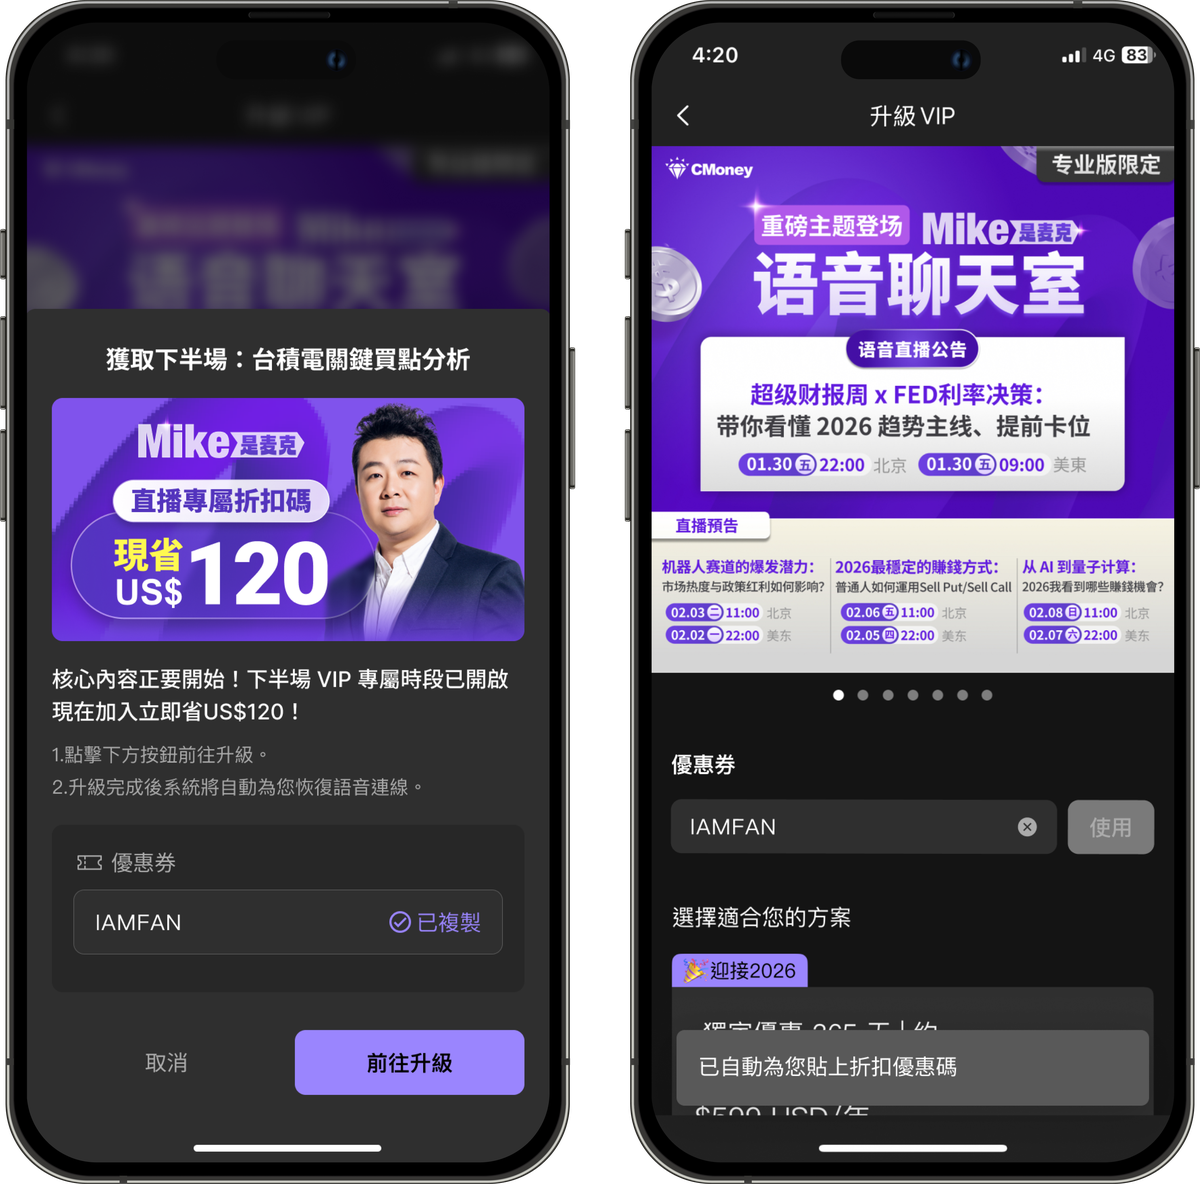 獲取下半場：台積電關鍵買點分析
Mike是麦克
直播專屬折扣碼
現省
US$120
核心內容正要開始！下半場 VIP 專屬時段已開啟
現在加入立即省US$120！
1.點擊下方按鈕前往升級。
2.升級完成後系統將自動為您恢復語音連線。
優惠券
IAMFAN
已複製
取消
前往升級
4:20
4G
83
升級 VIP
CMoney
专业版限定
重磅主题登场
Mike是麦克
语音聊天室
语音直播公告
超级财报周 x FED利率决策：
带你看懂 2026 趋势主线、提前卡位
01.30 五 22:00 北京
01.30 五 09:00 美東
直播預告
机器人赛道的爆发潜力：
市场热度与政策红利如何影响?
02.03 二 11:00 北京
02.02 一 22:00 美东
2026最穩定的賺錢方式：
普通人如何運用Sell Put/Sell Call
02.06 五 11:00 北京
02.05 四 22:00 美东
从 AI 到量子计算：
2026我看到哪些賺錢機會?
02.08 日 11:00 北京
02.07 六 22:00 美东
優惠券
IAMFAN
使用
選擇適合您的方案
🎉迎接2026
已自動為您貼上折扣優惠碼